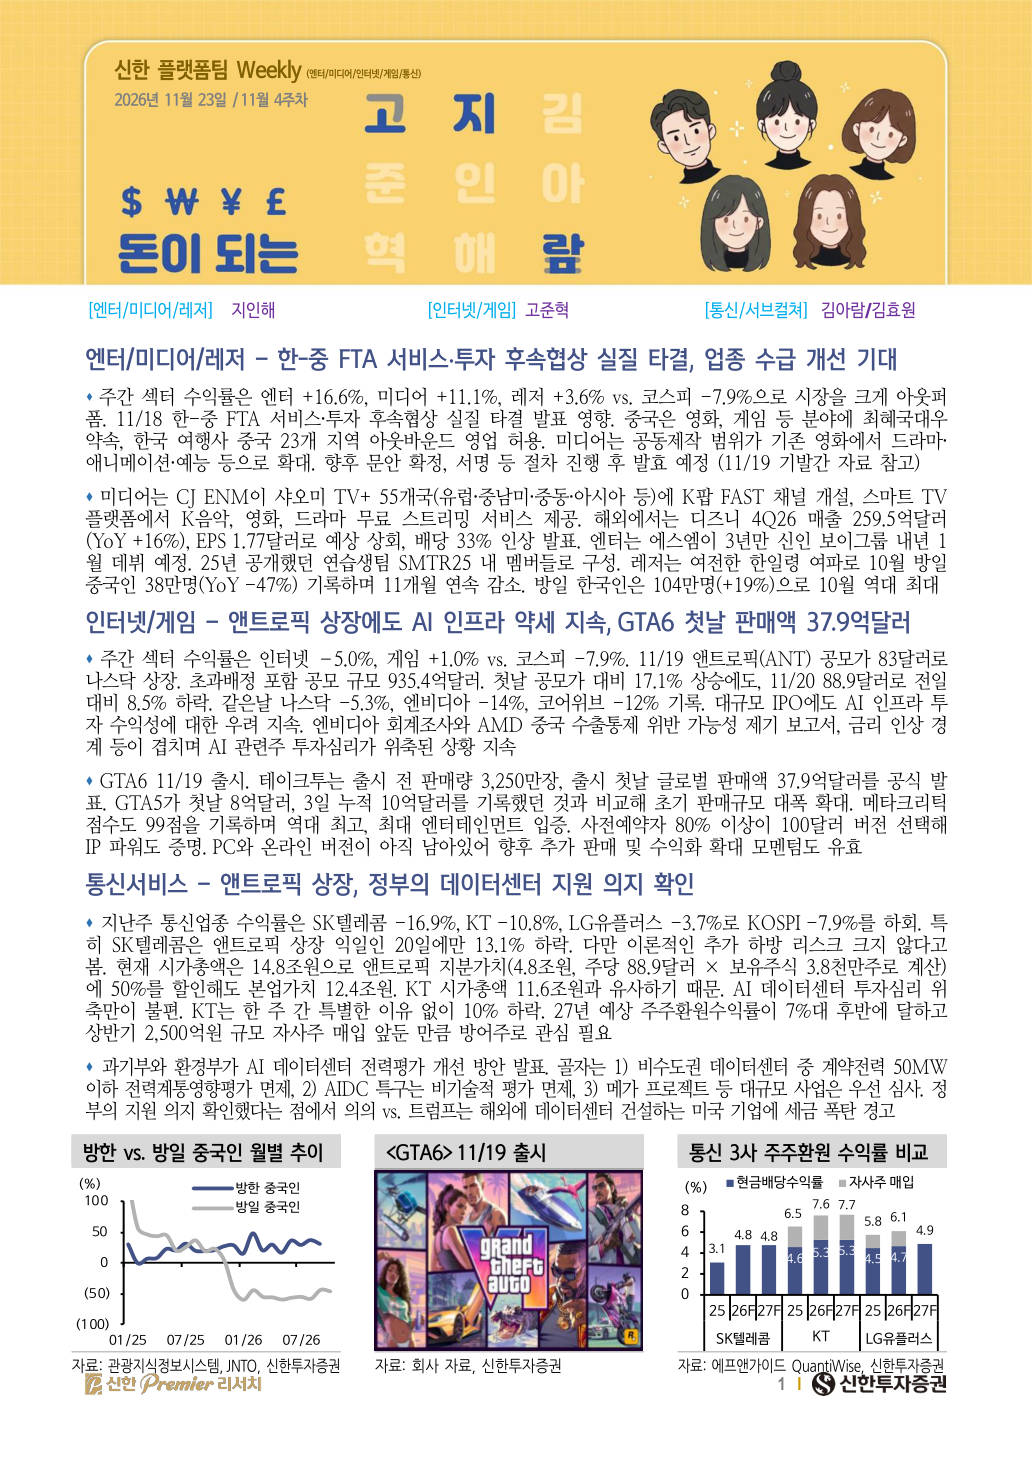 신한 플랫폼팀 Weekly (엔터/미디어/인터넷/게임/통신)
2026년 11월 23일 / 11월 4주차
고 지 김
준 인 아
혁 해 람
$ ₩ ¥ £
돈이 되는
[엔터/미디어/레저] 지인해 [인터넷/게임] 고준혁 [통신/서브컬쳐] 김아람/김효원
엔터/미디어/레저 – 한-중 FTA 서비스·투자 후속협상 실질 타결, 업종 수급 개선 기대
♦ 주간 섹터 수익률은 엔터 +16.6%, 미디어 +11.1%, 레저 +3.6% vs. 코스피 -7.9%으로 시장을 크게 아웃퍼
폼. 11/18 한-중 FTA 서비스·투자 후속협상 실질 타결 발표 영향. 중국은 영화, 게임 등 분야에 최혜국대우
약속, 한국 여행사 중국 23개 지역 아웃바운드 영업 허용. 미디어는 공동제작 범위가 기존 영화에서 드라마·
애니메이션·예능 등으로 확대. 향후 문안 확정, 서명 등 절차 진행 후 발효 예정 (11/19 기발간 자료 참고)
♦ 미디어는 CJ ENM이 샤오미 TV+ 55개국(유럽·중남미·중동·아시아 등)에 K팝 FAST 채널 개설, 스마트 TV
플랫폼에서 K음악, 영화, 드라마 무료 스트리밍 서비스 제공. 해외에서는 디즈니 4Q26 매출 259.5억달러
(YoY +16%), EPS 1.77달러로 예상 상회, 배당 33% 인상 발표. 엔터는 에스엠이 3년만 신인 보이그룹 내년 1
월 데뷔 예정. 25년 공개했던 연습생팀 SMTR25 내 멤버들로 구성. 레저는 여전한 한일령 여파로 10월 방일
중국인 38만명(YoY -47%) 기록하며 11개월 연속 감소. 방일 한국인은 104만명(+19%)으로 10월 역대 최대
인터넷/게임 – 앤트로픽 상장에도 AI 인프라 약세 지속, GTA6 첫날 판매액 37.9억달러
♦ 주간 섹터 수익률은 인터넷 -5.0%, 게임 +1.0% vs. 코스피 -7.9%. 11/19 앤트로픽(ANT) 공모가 83달러로
나스닥 상장. 초과배정 포함 공모 규모 935.4억달러. 첫날 공모가 대비 17.1% 상승에도, 11/20 88.9달러로 전일
대비 8.5% 하락. 같은날 나스닥 -5.3%, 엔비디아 -14%, 코어위브 -12% 기록. 대규모 IPO에도 AI 인프라 투
자 수익성에 대한 우려 지속. 엔비디아 회계조사와 AMD 중국 수출통제 위반 가능성 제기 보고서, 금리 인상 경
계 등이 겹치며 AI 관련주 투자심리가 위축된 상황 지속
♦ GTA6 11/19 출시. 테이크투는 출시 전 판매량 3,250만장, 출시 첫날 글로벌 판매액 37.9억달러를 공식 발
표. GTA5가 첫날 8억달러, 3일 누적 10억달러를 기록했던 것과 비교해 초기 판매규모 대폭 확대. 메타크리틱
점수도 99점을 기록하며 역대 최고, 최대 엔터테인먼트 입증. 사전예약자 80% 이상이 100달러 버전 선택해
IP 파워도 증명. PC와 온라인 버전이 아직 남아있어 향후 추가 판매 및 수익화 확대 모멘텀도 유효
통신서비스 – 앤트로픽 상장, 정부의 데이터센터 지원 의지 확인
♦ 지난주 통신업종 수익률은 SK텔레콤 -16.9%, KT -10.8%, LG유플러스 -3.7%로 KOSPI -7.9%를 하회. 특
히 SK텔레콤은 앤트로픽 상장 익일인 20일에만 13.1% 하락. 다만 이론적인 추가 하방 리스크 크지 않다고
봄. 현재 시가총액은 14.8조원으로 앤트로픽 지분가치(4.8조원, 주당 88.9달러 × 보유주식 3.8천만주로 계산)
에 50%를 할인해도 본업가치 12.4조원. KT 시가총액 11.6조원과 유사하기 때문. AI 데이터센터 투자심리 위
축만이 불편. KT는 한 주 간 특별한 이유 없이 10% 하락. 27년 예상 주주환원수익률이 7%대 후반에 달하고
상반기 2,500억원 규모 자사주 매입 앞둔 만큼 방어주로 관심 필요
♦ 과기부와 환경부가 AI 데이터센터 전력평가 개선 방안 발표. 골자는 1) 비수도권 데이터센터 중 계약전력 50MW
이하 전력계통영향평가 면제, 2) AIDC 특구는 비기술적 평가 면제, 3) 메가 프로젝트 등 대규모 사업은 우선 심사. 정
부의 지원 의지 확인했다는 점에서 의의 vs. 트럼프는 해외에 데이터센터 건설하는 미국 기업에 세금 폭탄 경고
방한 vs. 방일 중국인 월별 추이
(%)
방한 중국인
방일 중국인
100
50
0
(50)
(100)
01/25 07/25 01/26 07/26
자료: 관광지식정보시스템, JNTO, 신한투자증권
<GTA6> 11/19 출시
grand
theft
auto
VI
R
자료: 회사 자료, 신한투자증권
통신 3사 주주환원 수익률 비교
(%)
현금배당수익률 자사주 매입
8
6
4
2
0
3.1 4.8 4.8 6.5 7.6 7.7 5.8 6.1 4.9
4.6 5.3 5.3 4.5 4.7
25 26F 27F 25 26F 27F 25 26F 27F
SK텔레콤 KT LG유플러스
자료: 에프앤가이드 QuantiWise, 신한투자증권
신한 Premier 리서치
1 | 신한투자증권